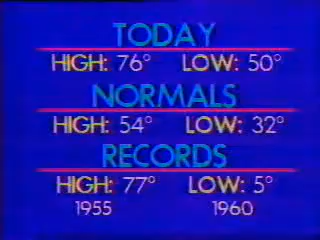 TODAY
HIGH: 76° LOW: 50°
NORMALS
HIGH: 54° LOW: 32°
RECORDS
HIGH: 77° LOW: 5°
1955 1960